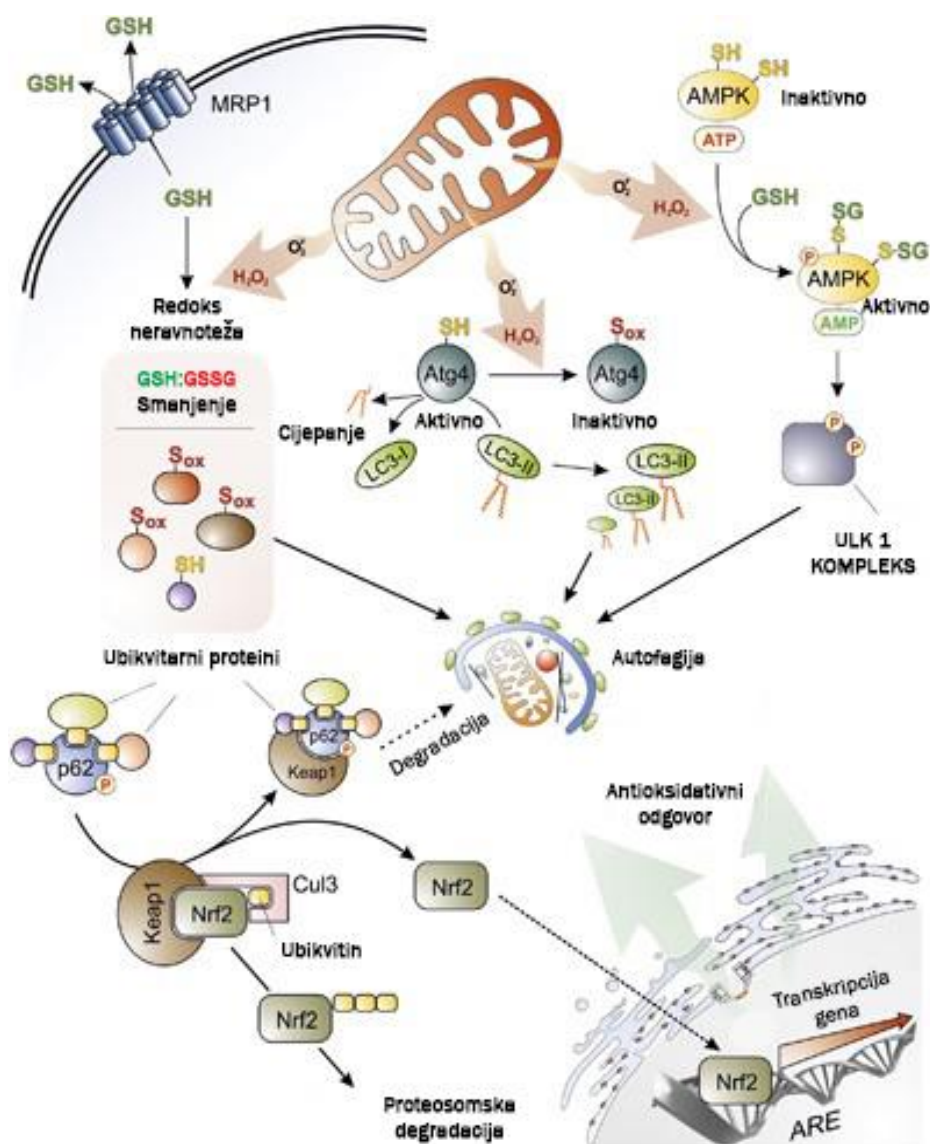 GSH
GSH
MRP1
GSH
O₂⁻
H₂O₂
Redoks
neravnoteža
GSH:GSSG
Smanjenje
Sox
Sox
Sox
SH
O₂⁻
H₂O₂
SH
Atg4
Aktivno
Sox
Atg4
Inaktivno
Cijepanje
LC3-I
LC3-II
LC3-II
LC3-II
O₂⁻
H₂O₂
SH
SH
AMPK
Inaktivno
ATP
GSH
SG
S
S-SG
P
AMPK
Aktivno
AMP
P
P
ULK 1
KOMPLEKS
Ubikvitarni proteini
Autofagija
p62
P
p62
P
Keap1
Degradacija
Antioksidativni
odgovor
Keap1
Nrf2
Cul3
Ubikvitin
Nrf2
Nrf2
Proteosomska
degradacija
Transkripcija
gena
Nrf2
ARE